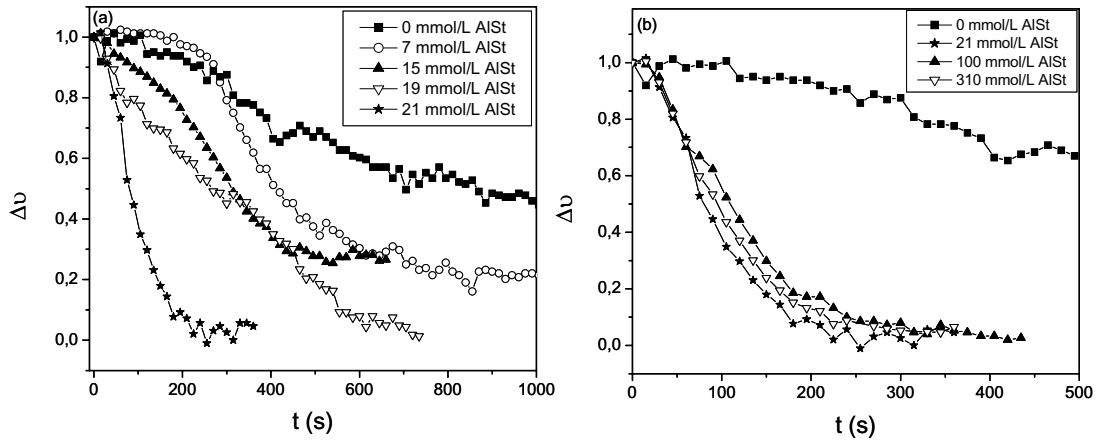 (a)
0 mmol/L AlSt
7 mmol/L AlSt
15 mmol/L AlSt
19 mmol/L AlSt
21 mmol/L AlSt
1,0
0,8
0,6
0,4
0,2
0,0
Δυ
0 200 400 600 800 1000
t (s)
(b)
0 mmol/L AlSt
21 mmol/L AlSt
100 mmol/L AlSt
310 mmol/L AlSt
1,0
0,8
0,6
0,4
0,2
0,0
Δυ
0 100 200 300 400 500
t (s)